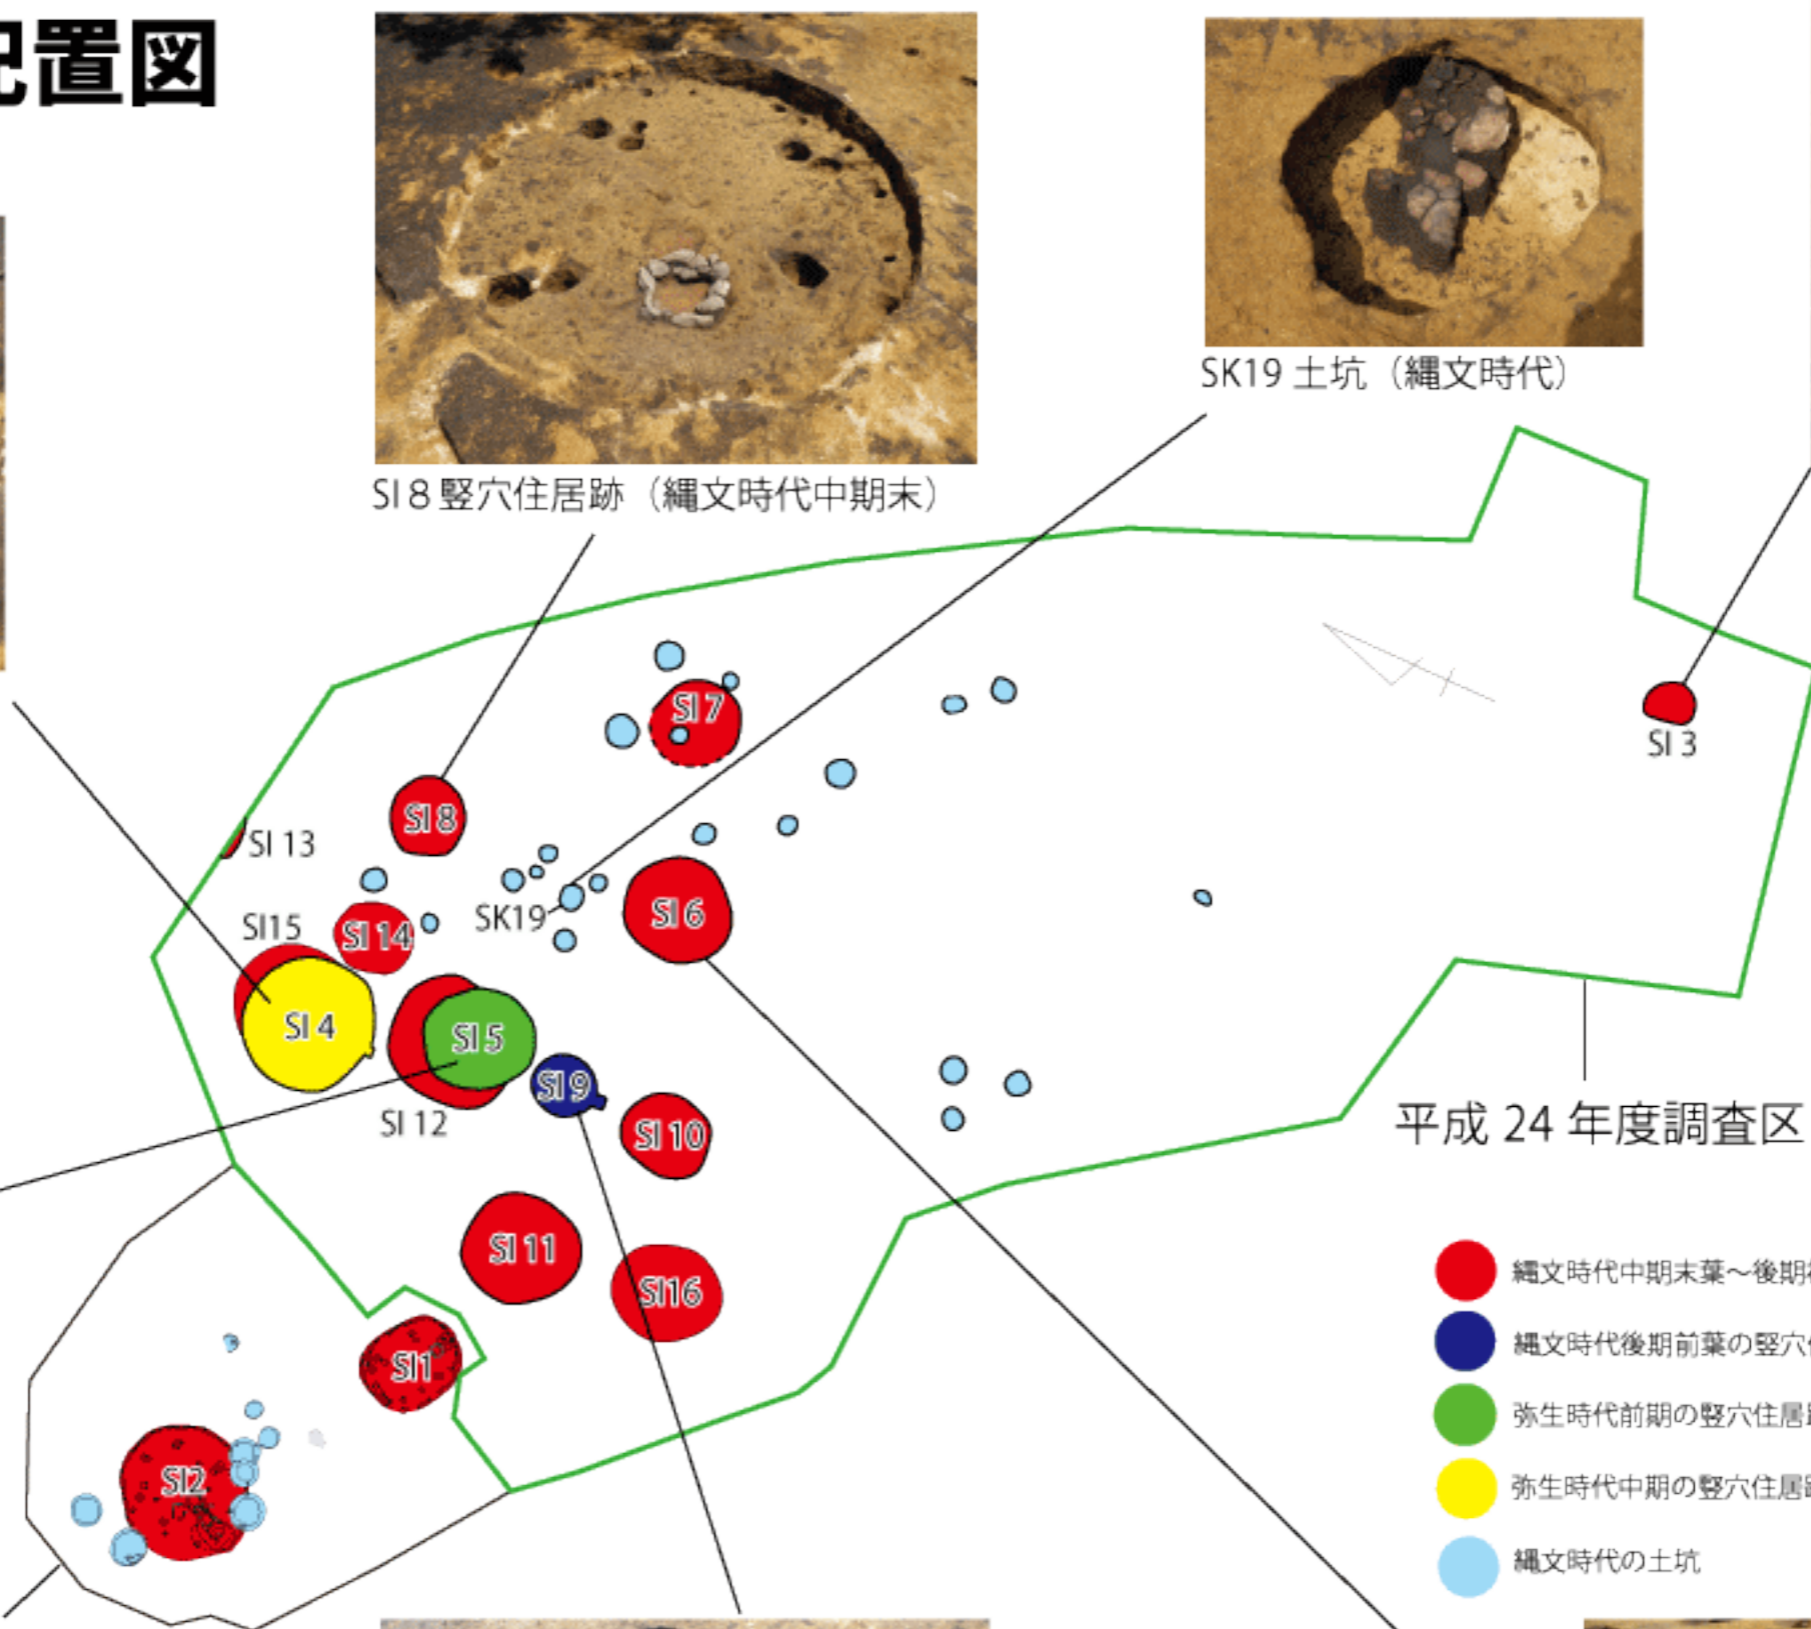 配置図
SK19 土坑（縄文時代）
SI 8 竪穴住居跡（縄文時代中期末）
SI 7
SI 3
SI 8
SI 13
SK19
SI 6
SI15
SI 14
SI 4
SI 5
SI 9
SI 12
SI 10
平成 24 年度調査区
SI 11
SI16
SI1
SI2
縄文時代中期末葉～後期
縄文時代後期前葉の竪穴
弥生時代前期の竪穴住居
弥生時代中期の竪穴住居
縄文時代の土坑